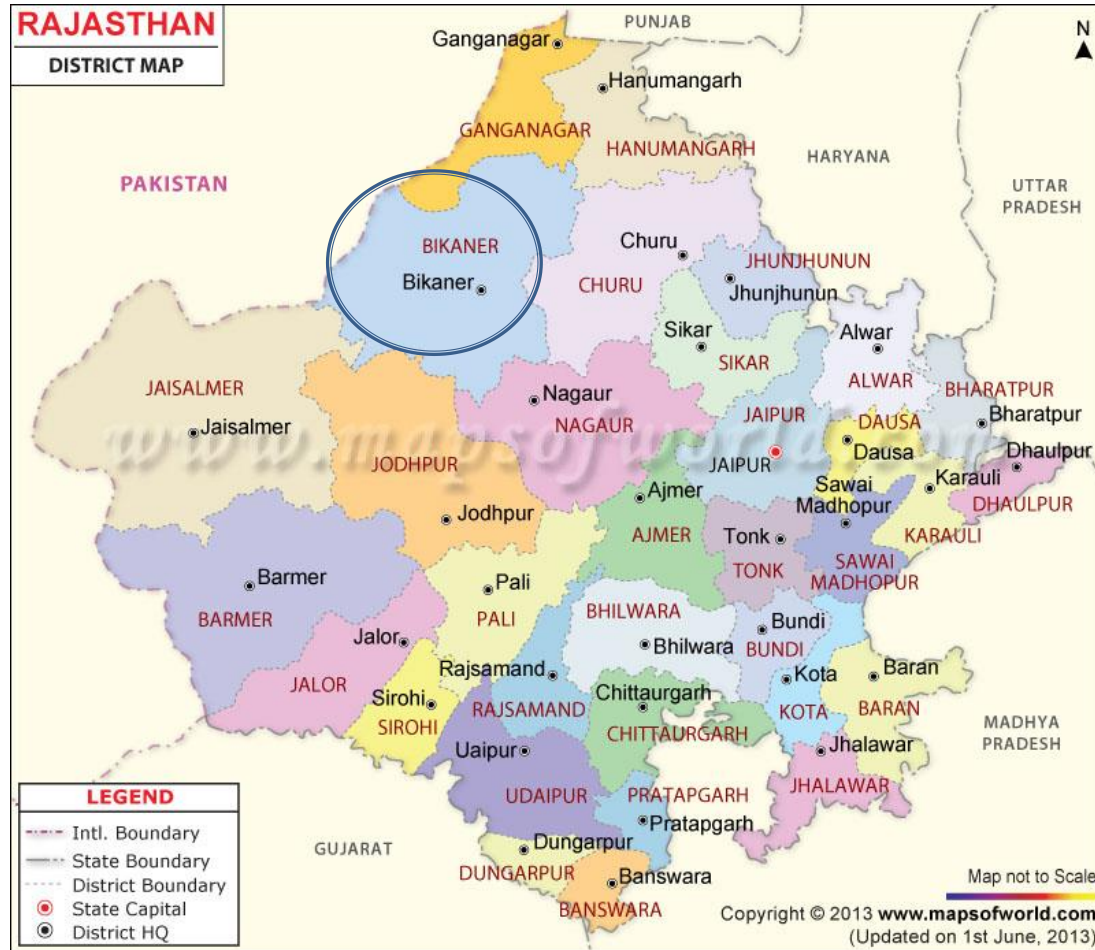 RAJASTHAN
DISTRICT MAP
PUNJAB
N
Ganganagar
Hanumangarh
GANGANAGAR
HANUMANGARH
HARYANA
PAKISTAN
UTTAR
PRADESH
BIKANER
Bikaner
Churu
CHURU
JHUNJHUNUN
Jhunjhunun
Sikar
SIKAR
Alwar
ALWAR
BHARATPUR
Bharatpur
JAISALMER
Jaisalmer
Nagaur
NAGAUR
JAIPUR
JAIPUR
DAUSA
Dausa
www.mapsofworld.com
JODHPUR
Jodhpur
Ajmer
AJMER
Sawai
Madhopur
SAWAI
MADHOPUR
Karauli
KARAULI
Dhaulpur
DHAULPUR
Tonk
TONK
Barmer
BARMER
Pali
PALI
BHILWARA
Bhilwara
Bundi
BUNDI
Jalor
JALOR
Rajsamand
RAJSAMAND
Sirohi
SIROHI
Chittaurgarh
CHITTAURGARH
Kota
KOTA
Baran
BARAN
MADHYA
PRADESH
Uaipur
UDAIPUR
Jhalawar
JHALAWAR
PRATAPGARH
Pratapgarh
GUJARAT
Dungarpur
DUNGARPUR
Banswara
BANSWARA
LEGEND
Intl. Boundary
State Boundary
District Boundary
State Capital
District HQ
Map not to Scale
Copyright © 2013 www.mapsofworld.com
(Updated on 1st June, 2013)